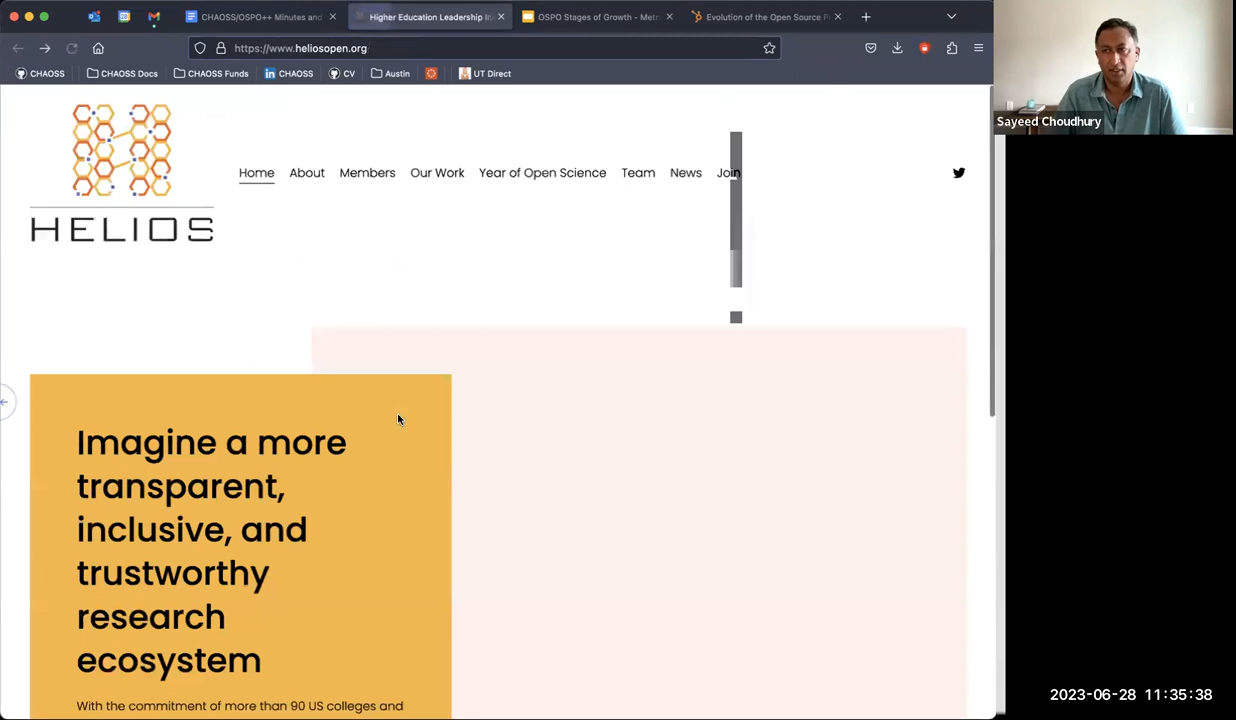 CHAOSS/OSPO++ Minutes and
Higher Education Leadership In
OSPO Stages of Growth - Metr
Evolution of the Open Source P
https://www.heliosopen.org
CHAOSS
CHAOSS Docs
CHAOSS Funds
CHAOSS
CV
Austin
UT Direct
Sayeed Choudhury
Home
About
Members
Our Work
Year of Open Science
Team
News
Join
HELIOS
Imagine a more
transparent,
inclusive, and
trustworthy
research
ecosystem
With the commitment of more than 90 US colleges and
2023-06-28 11:35:38